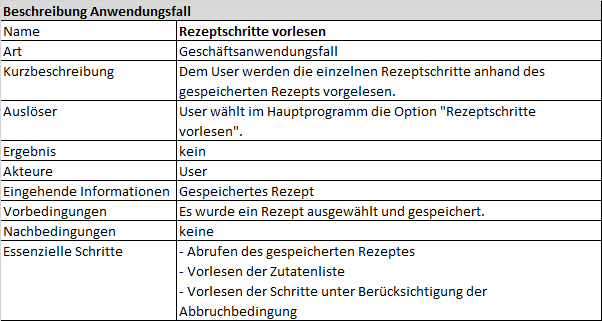 Beschreibung Anwendungsfall
Name Rezeptschritte vorlesen
Art Geschäftsanwendungsfall
Kurzbeschreibung Dem User werden die einzelnen Rezeptschritte anhand des
gespeicherten Rezepts vorgelesen.
Auslöser User wählt im Hauptprogramm die Option "Rezeptschritte
vorlesen".
Ergebnis kein
Akteure User
Eingehende Informationen Gespeichertes Rezept
Vorbedingungen Es wurde ein Rezept ausgewählt und gespeichert.
Nachbedingungen keine
Essenzielle Schritte - Abrufen des gespeicherten Rezeptes
- Vorlesen der Zutatenliste
- Vorlesen der Schritte unter Berücksichtigung der
Abbruchbedingung